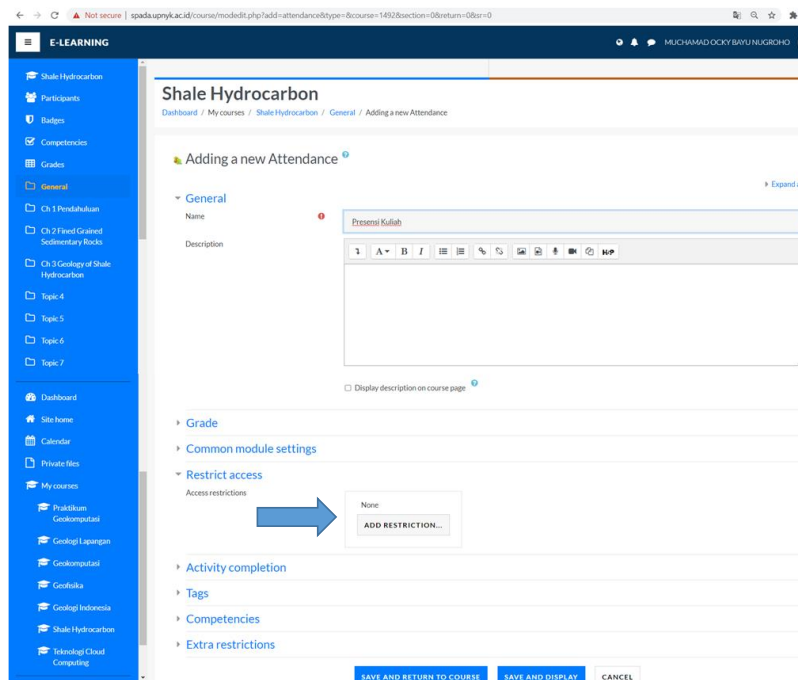 Not secure | spada.upnyk.ac.id/course/modedit.php?add=attendance&type=&course=1492&section=0&return=0&sr=0
E-LEARNING
MUCHAMAD OCKY BAYU NUGROHO
Shale Hydrocarbon
Participants
Badges
Competencies
Grades
General
Ch 1 Pendahuluan
Ch 2 Fined Grained
Sedimentary Rocks
Ch 3 Geology of Shale
Hydrocarbon
Topic 4
Topic 5
Topic 6
Topic 7
Dashboard
Site home
Calendar
Private files
My courses
Praktikum
Geokomputasi
Geologi Lapangan
Geokomputasi
Geofisika
Geologi Indonesia
Shale Hydrocarbon
Teknologi Cloud
Computing
Shale Hydrocarbon
Dashboard / My courses / Shale Hydrocarbon / General / Adding a new Attendance
Adding a new Attendance
Expand a
General
Name
Presensi Kuliah
Description
A B I H-P
Display description on course page
Grade
Common module settings
Restrict access
Access restrictions
None
ADD RESTRICTION...
Activity completion
Tags
Competencies
Extra restrictions
SAVE AND RETURN TO COURSE SAVE AND DISPLAY CANCEL